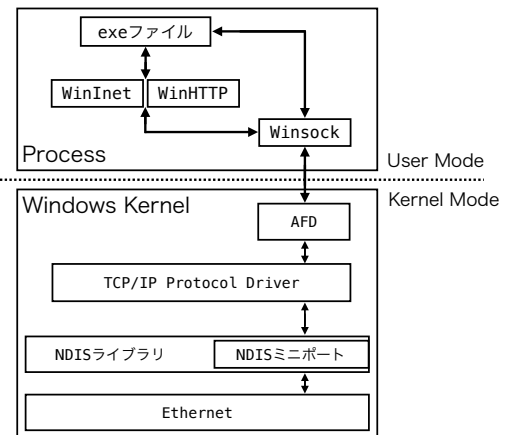 exeファイル
WinInet
WinHTTP
Winsock
Process
User Mode
Kernel Mode
Windows Kernel
AFD
TCP/IP Protocol Driver
NDISライブラリ
NDISミニポート
Ethernet